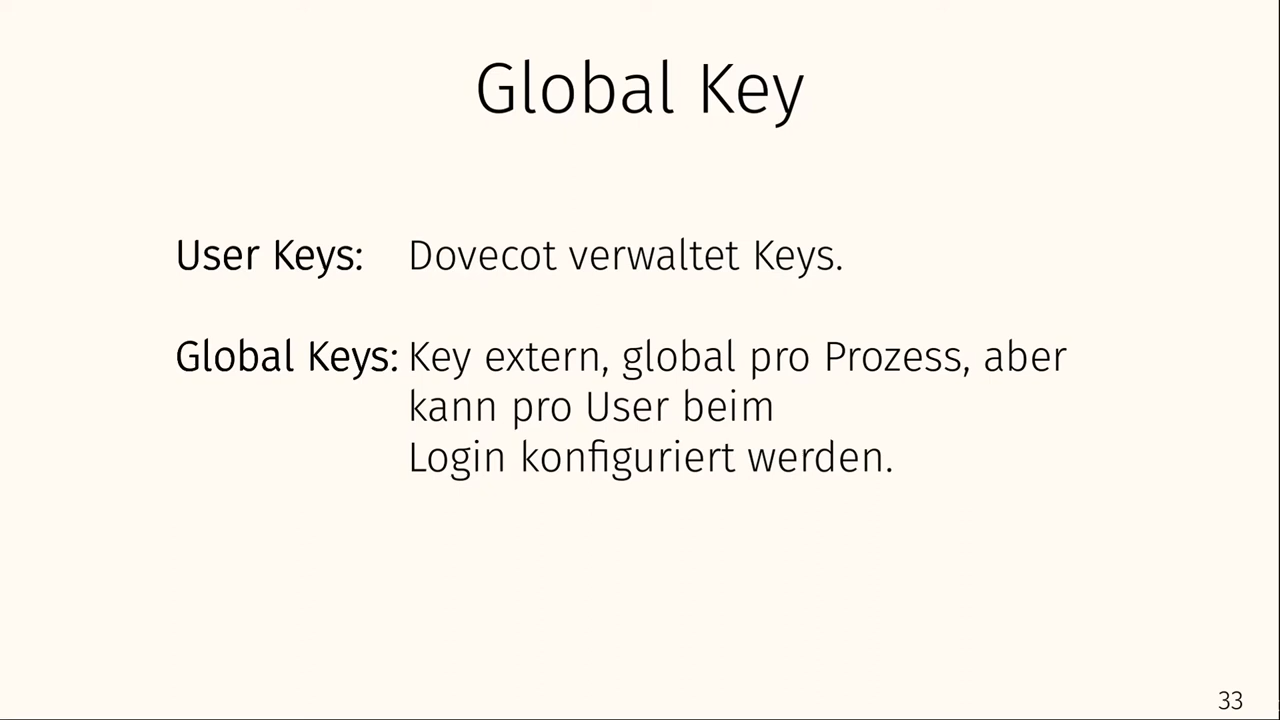 Global Key
User Keys: Dovecot verwaltet Keys.
Global Keys: Key extern, global pro Prozess, aber
kann pro User beim
Login konfiguriert werden.
33